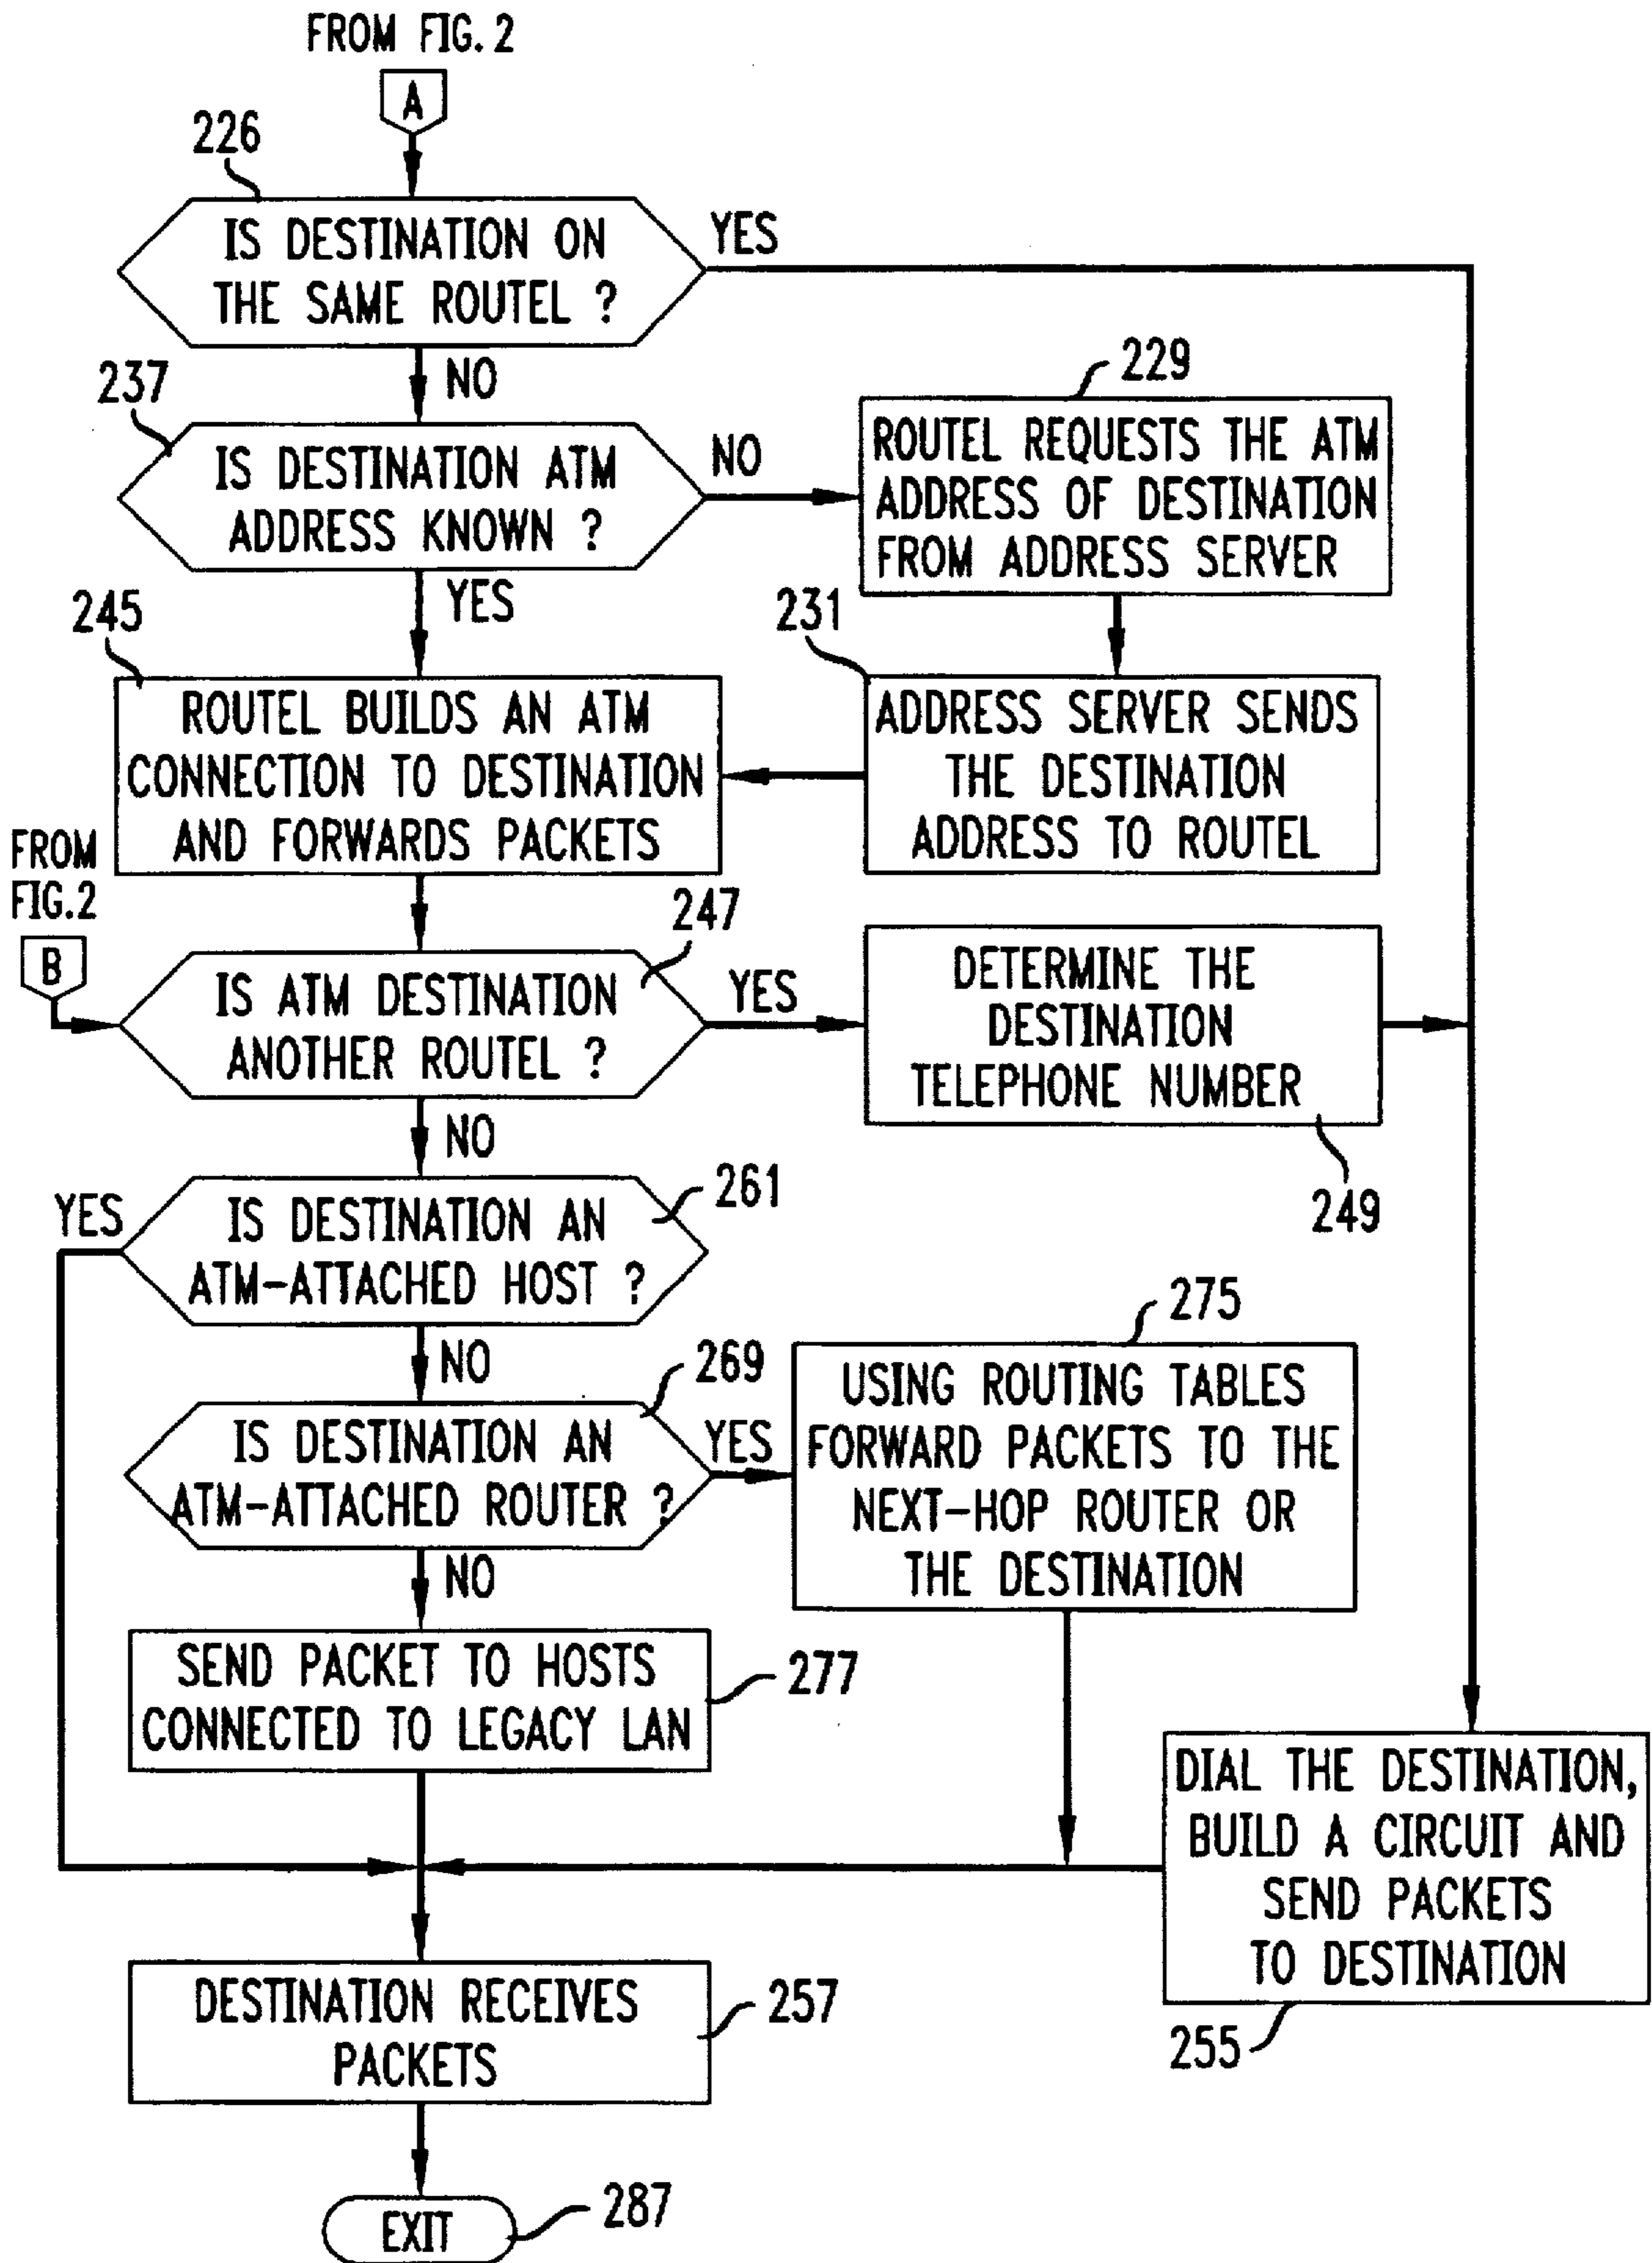 FROM FIG. 2
A
226
IS DESTINATION ON
THE SAME ROUTEL ?
YES
NO
237
IS DESTINATION ATM
ADDRESS KNOWN ?
NO
229
ROUTEL REQUESTS THE ATM
ADDRESS OF DESTINATION
FROM ADDRESS SERVER
YES
245
ROUTEL BUILDS AN ATM
CONNECTION TO DESTINATION
AND FORWARDS PACKETS
231
ADDRESS SERVER SENDS
THE DESTINATION
ADDRESS TO ROUTEL
FROM
FIG.2
B
247
IS ATM DESTINATION
ANOTHER ROUTEL ?
YES
DETERMINE THE
DESTINATION
TELEPHONE NUMBER
249
NO
261
YES
IS DESTINATION AN
ATM-ATTACHED HOST ?
NO
269
IS DESTINATION AN
ATM-ATTACHED ROUTER ?
YES
275
USING ROUTING TABLES
FORWARD PACKETS TO THE
NEXT-HOP ROUTER OR
THE DESTINATION
NO
SEND PACKET TO HOSTS
CONNECTED TO LEGACY LAN
277
DIAL THE DESTINATION,
BUILD A CIRCUIT AND
SEND PACKETS
TO DESTINATION
255
DESTINATION RECEIVES
PACKETS
257
EXIT
287